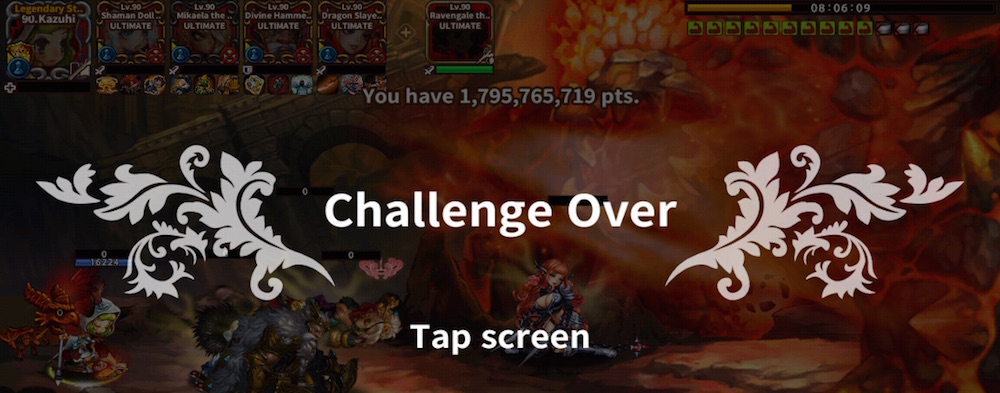 Legendary St..
90. Kazuhi
Lv.90
Shaman Doll ..
ULTIMATE
Lv.90
Mikaela the ..
ULTIMATE
Lv.90
Divine Hamme..
ULTIMATE
Lv.90
Dragon Slaye..
ULTIMATE
Lv.90
Ravengale th..
ULTIMATE
08:06:09
You have 1,795,765,719 pts.
0
Challenge Over
0
0
16224
Tap screen